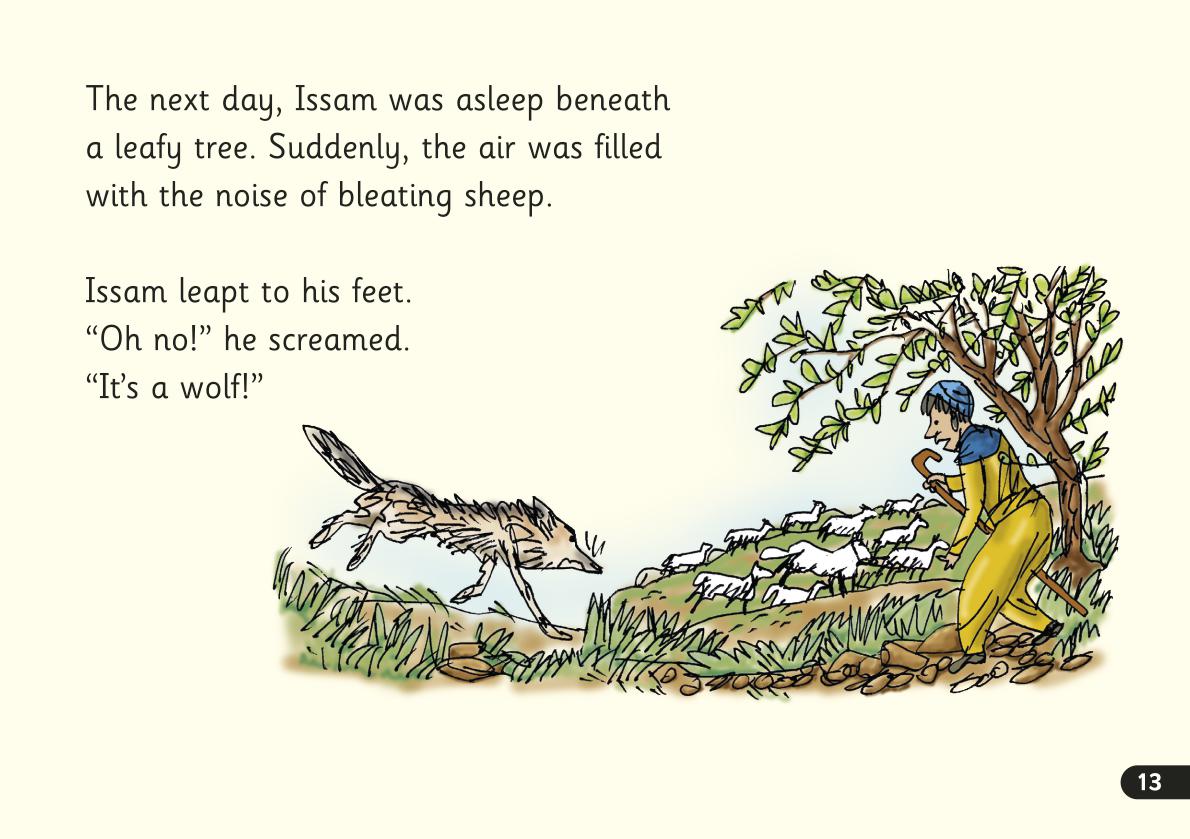 The next day, Issam was asleep beneath
a leafy tree. Suddenly, the air was filled
with the noise of bleating sheep.
Issam leapt to his feet.
“Oh no!” he screamed.
“It’s a wolf!”
13